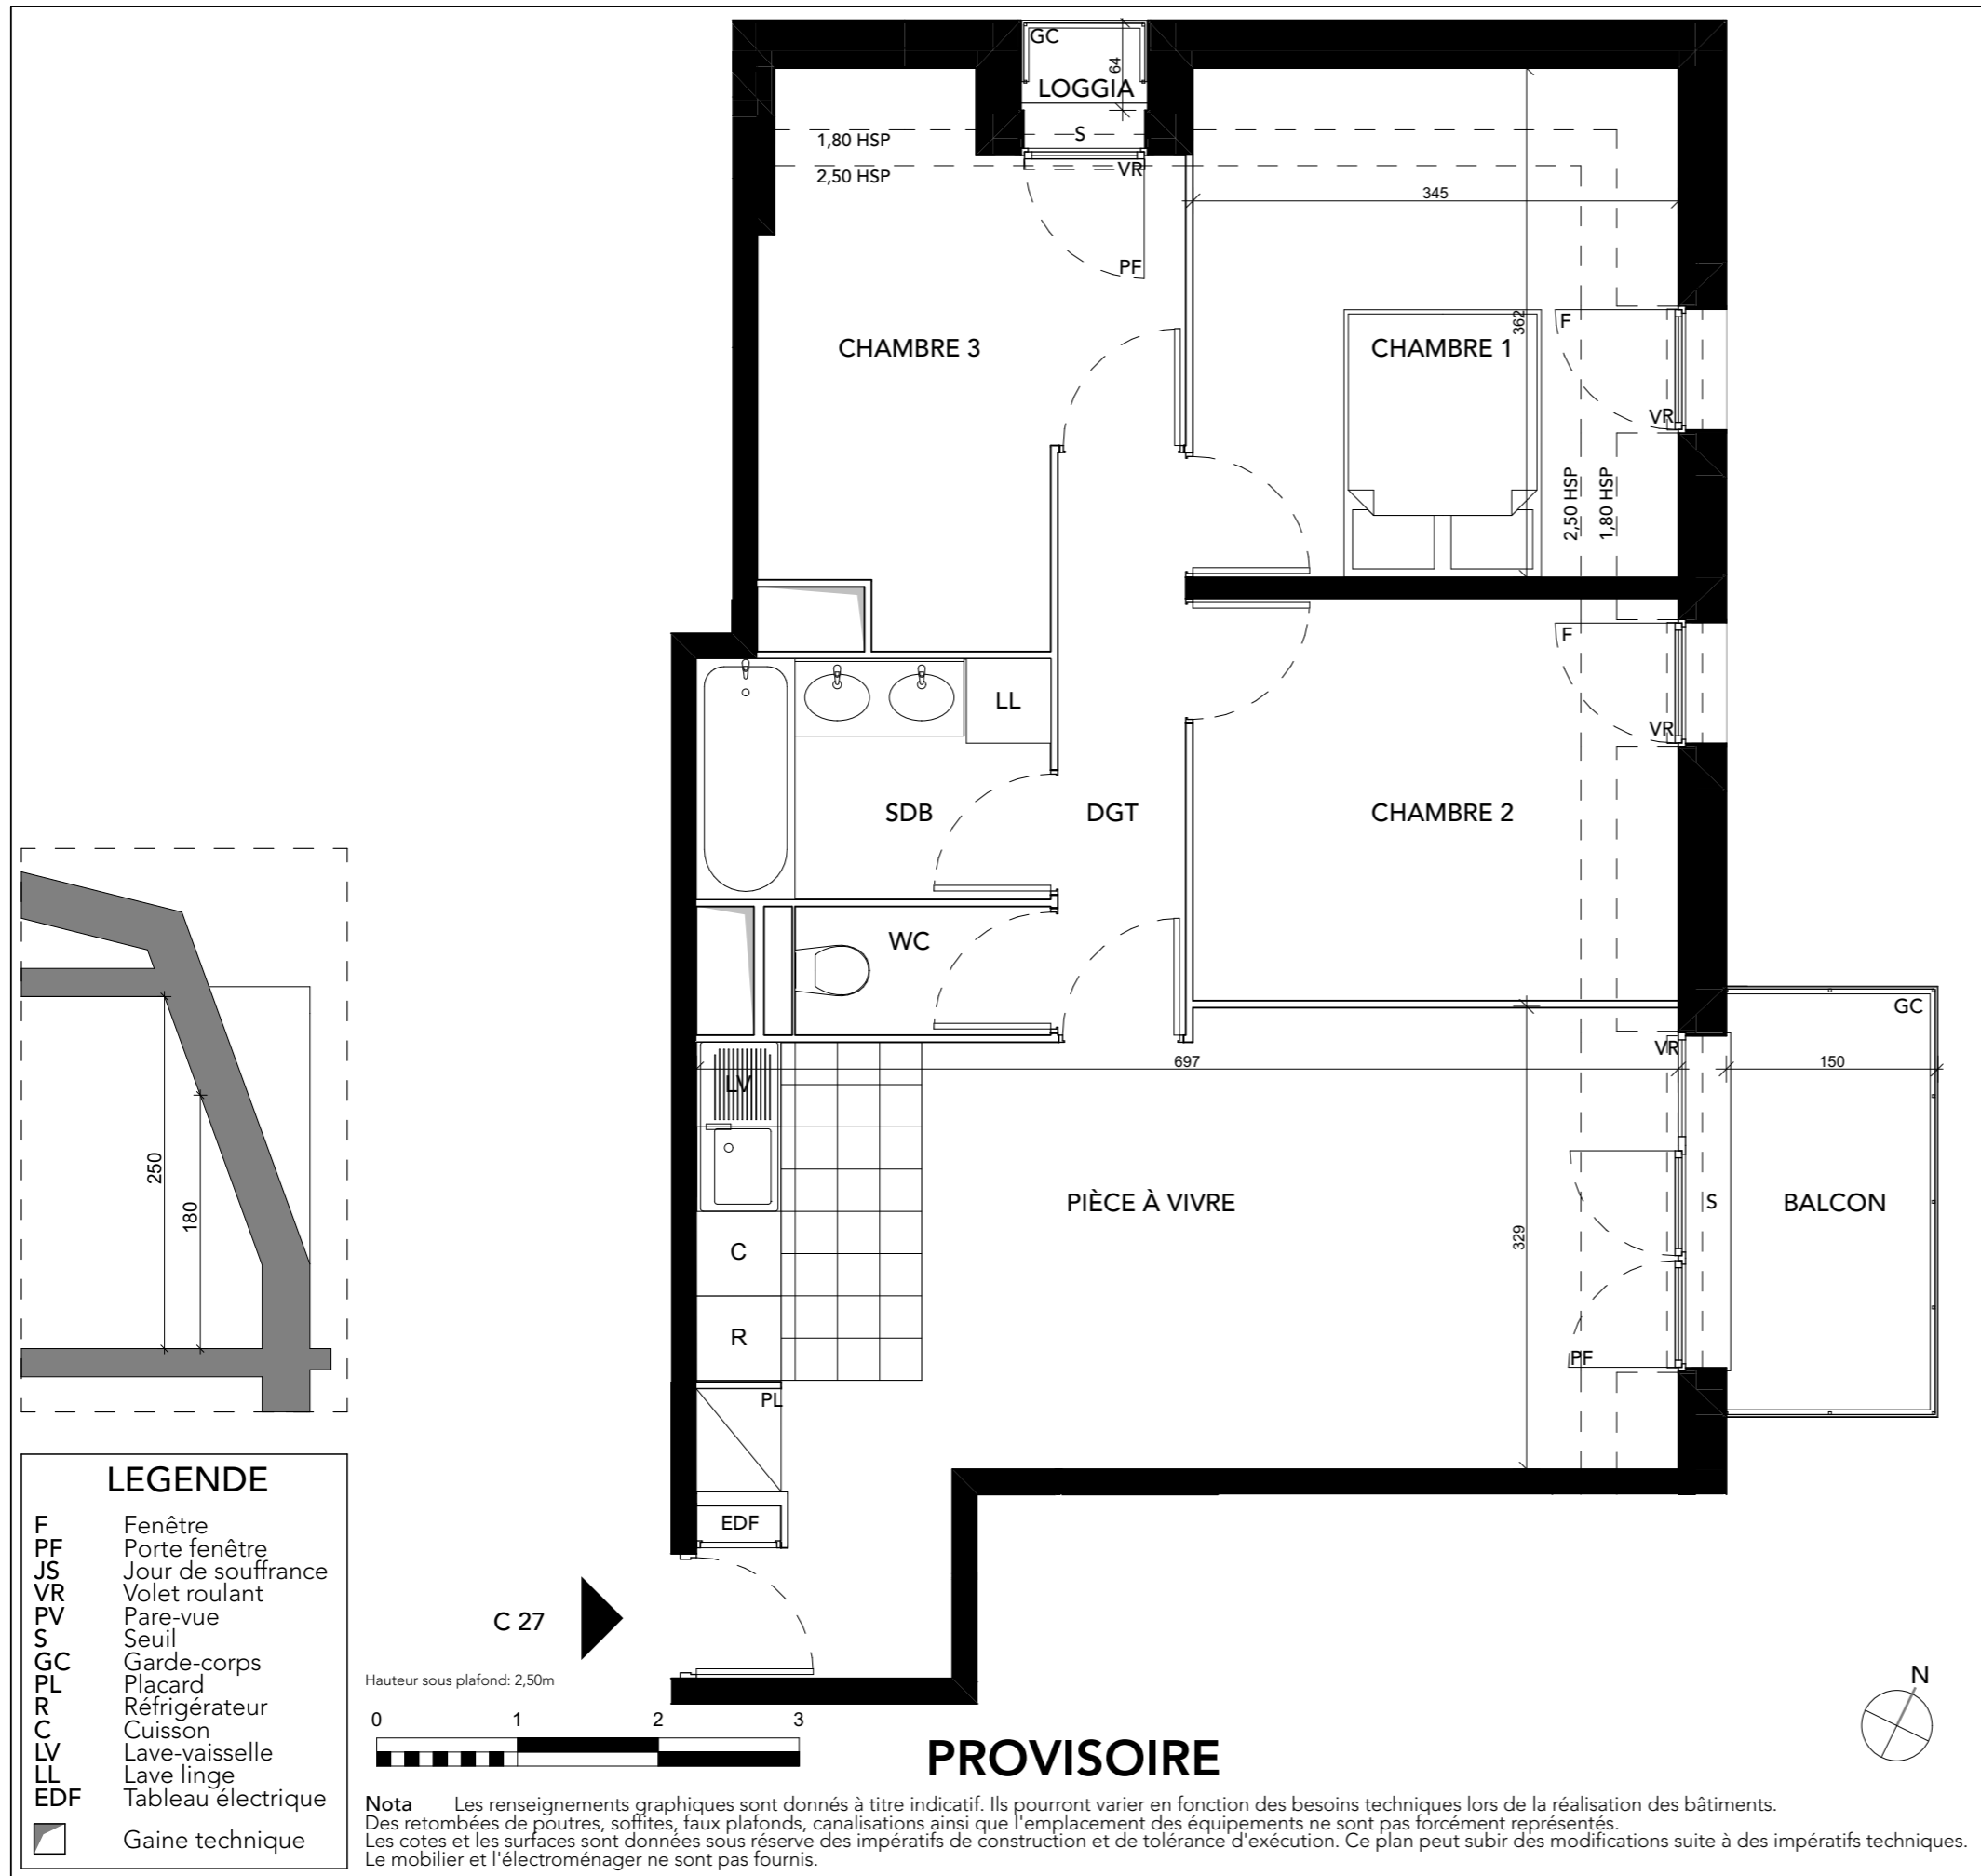 GC
64
LOGGIA
1,80 HSP
S
2,50 HSP
VR
345
PF
CHAMBRE 3
362
CHAMBRE 1
F
VR
2,50 HSP
1,80 HSP
F
LL
VR
SDB
DGT
CHAMBRE 2
WC
GC
VR
697
150
LV
250
180
PIÈCE À VIVRE
S
BALCON
329
C
R
PF
PL
EDF
LEGENDE
F Fenêtre
PF Porte fenêtre
JS Jour de souffrance
VR Volet roulant
PV Pare-vue
S Seuil
GC Garde-corps
PL Placard
R Réfrigérateur
C Cuisson
LV Lave-vaisselle
LL Lave linge
EDF Tableau électrique
Gaine technique
C 27
Hauteur sous plafond: 2,50m
0 1 2 3
N
PROVISOIRE
Nota Les renseignements graphiques sont donnés à titre indicatif. Ils pourront varier en fonction des besoins techniques lors de la réalisation des bâtiments.
Des retombées de poutres, soffites, faux plafonds, canalisations ainsi que l'emplacement des équipements ne sont pas forcément représentés.
Les cotes et les surfaces sont données sous réserve des impératifs de construction et de tolérance d'exécution. Ce plan peut subir des modifications suite à des impératifs techniques.
Le mobilier et l'électroménager ne sont pas fournis.